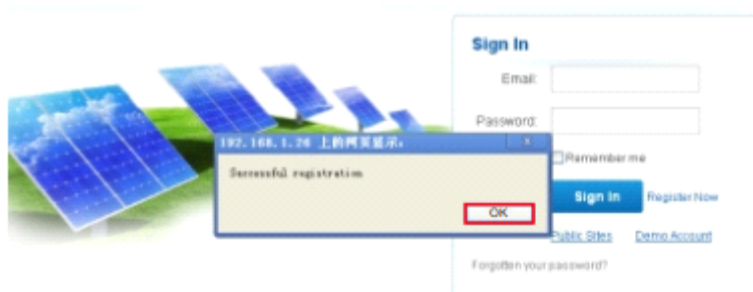 Sign In
Email:
Password:
192.168.1.26 上的网页显示:
Successful registration
OK
Remember me
Sign In
Register Now
Public Sites
Demo Account
Forgotten your password?